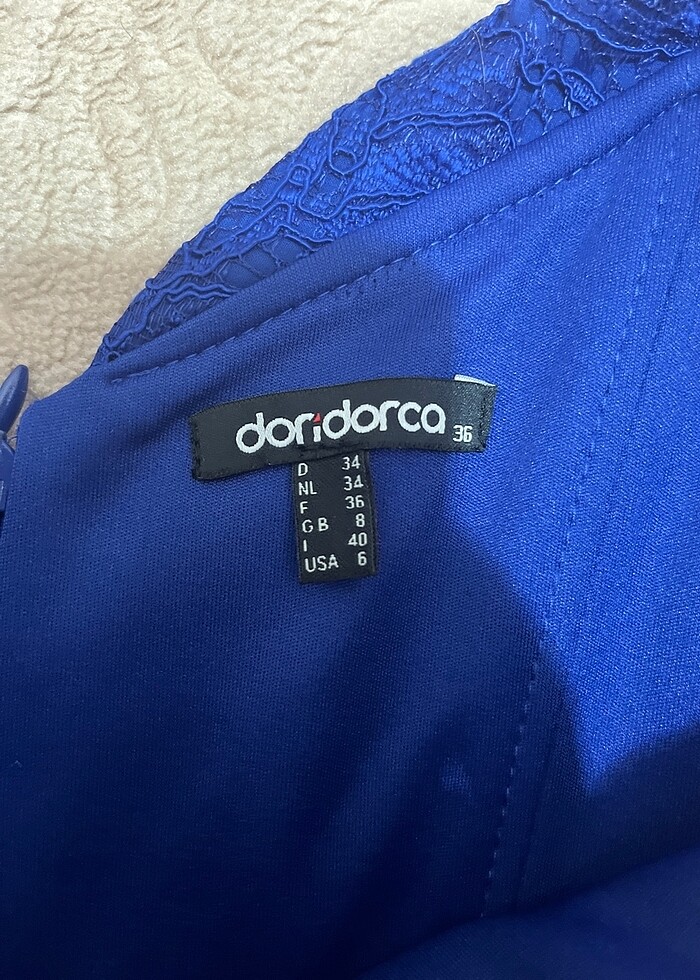 doridorca 36
D 34
NL 34
F 36
GB 8
I 40
USA 6